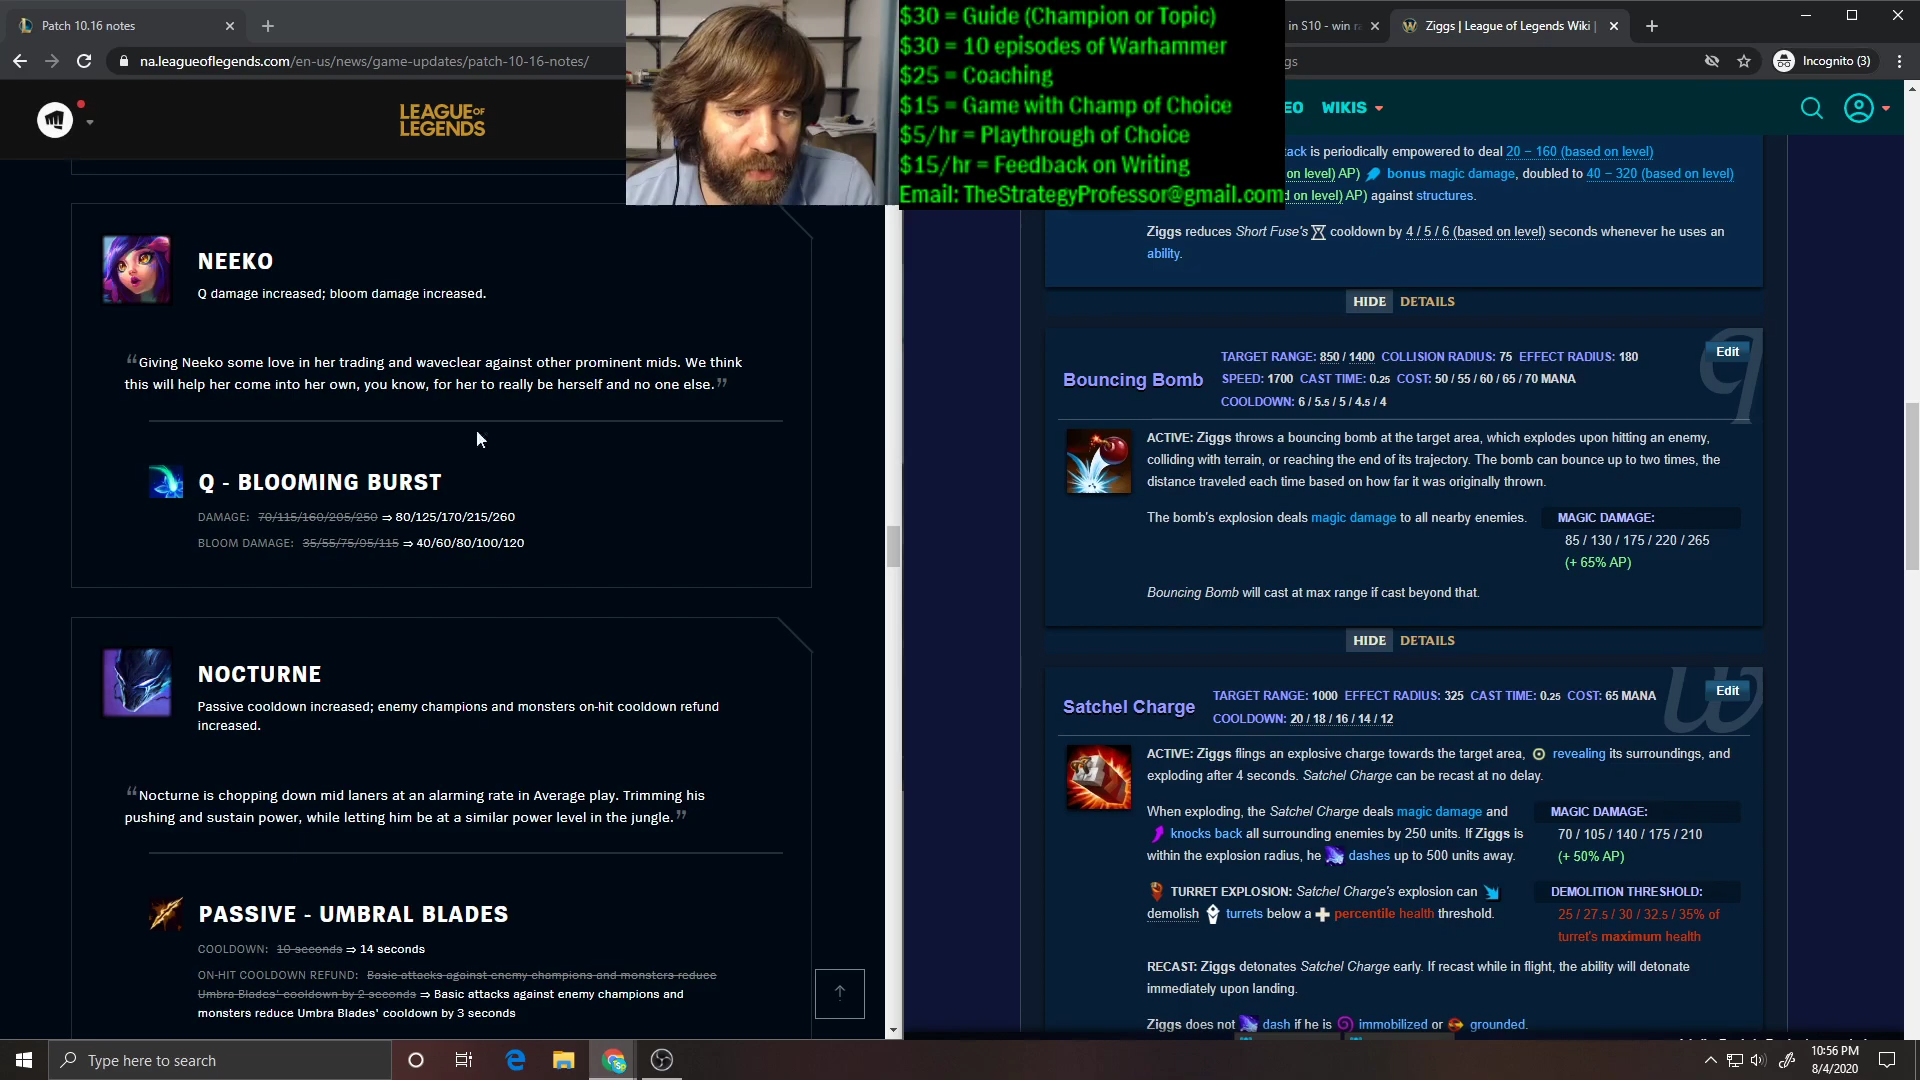 Patch 10.16 notes
na.leagueoflegends.com/en-us/news/game-updates/patch-10-16-notes/
LEAGUE OF
LEGENDS
$30 = Guide (Champion or Topic)
$30 = 10 episodes of Warhammer
$25 = Coaching
$15 = Game with Champ of Choice
$5/hr = Playthrough of Choice
$15/hr = Feedback on Writing
Email: TheStrategyProfessor@gmail.com
in S10 - win ra
Ziggs | League of Legends Wiki |
gs
Incognito (3)
EO WIKIS
NEEKO
Q damage increased; bloom damage increased.
“Giving Neeko some love in her trading and waveclear against other prominent mids. We think
this will help her come into her own, you know, for her to really be herself and no one else.”
Q - BLOOMING BURST
DAMAGE: 70/115/160/205/250 ⇒ 80/125/170/215/260
BLOOM DAMAGE: 35/55/75/95/115 ⇒ 40/60/80/100/120
NOCTURNE
Passive cooldown increased; enemy champions and monsters on-hit cooldown refund
increased.
“Nocturne is chopping down mid laners at an alarming rate in Average play. Trimming his
pushing and sustain power, while letting him be at a similar power level in the jungle.”
PASSIVE - UMBRAL BLADES
COOLDOWN: 10 seconds ⇒ 14 seconds
ON-HIT COOLDOWN REFUND: Basic attacks against enemy champions and monsters reduce
Umbra Blades' cooldown by 2 seconds ⇒ Basic attacks against enemy champions and
monsters reduce Umbra Blades' cooldown by 3 seconds
tack is periodically empowered to deal 20 − 160 (based on level)
on level) AP) bonus magic damage, doubled to 40 − 320 (based on level)
d on level) AP) against structures.
Ziggs reduces Short Fuse's cooldown by 4 / 5 / 6 (based on level) seconds whenever he uses an
ability.
HIDE DETAILS
Bouncing Bomb
TARGET RANGE: 850 / 1400 COLLISION RADIUS: 75 EFFECT RADIUS: 180
SPEED: 1700 CAST TIME: 0.25 COST: 50 / 55 / 60 / 65 / 70 MANA
COOLDOWN: 6 / 5.5 / 5 / 4.5 / 4
Edit
q
ACTIVE: Ziggs throws a bouncing bomb at the target area, which explodes upon hitting an enemy,
colliding with terrain, or reaching the end of its trajectory. The bomb can bounce up to two times, the
distance traveled each time based on how far it was originally thrown.
The bomb's explosion deals magic damage to all nearby enemies.
MAGIC DAMAGE:
85 / 130 / 175 / 220 / 265
(+ 65% AP)
Bouncing Bomb will cast at max range if cast beyond that.
HIDE DETAILS
Satchel Charge
TARGET RANGE: 1000 EFFECT RADIUS: 325 CAST TIME: 0.25 COST: 65 MANA
COOLDOWN: 20 / 18 / 16 / 14 / 12
Edit
w
ACTIVE: Ziggs flings an explosive charge towards the target area, revealing its surroundings, and
exploding after 4 seconds. Satchel Charge can be recast at no delay.
When exploding, the Satchel Charge deals magic damage and
knocks back all surrounding enemies by 250 units. If Ziggs is
within the explosion radius, he dashes up to 500 units away.
MAGIC DAMAGE:
70 / 105 / 140 / 175 / 210
(+ 50% AP)
TURRET EXPLOSION: Satchel Charge's explosion can
demolish turrets below a percentile health threshold.
DEMOLITION THRESHOLD:
25 / 27.5 / 30 / 32.5 / 35% of
turret's maximum health
RECAST: Ziggs detonates Satchel Charge early. If recast while in flight, the ability will detonate
immediately upon landing.
Ziggs does not dash if he is immobilized or grounded.
Type here to search
10:56 PM
8/4/2020